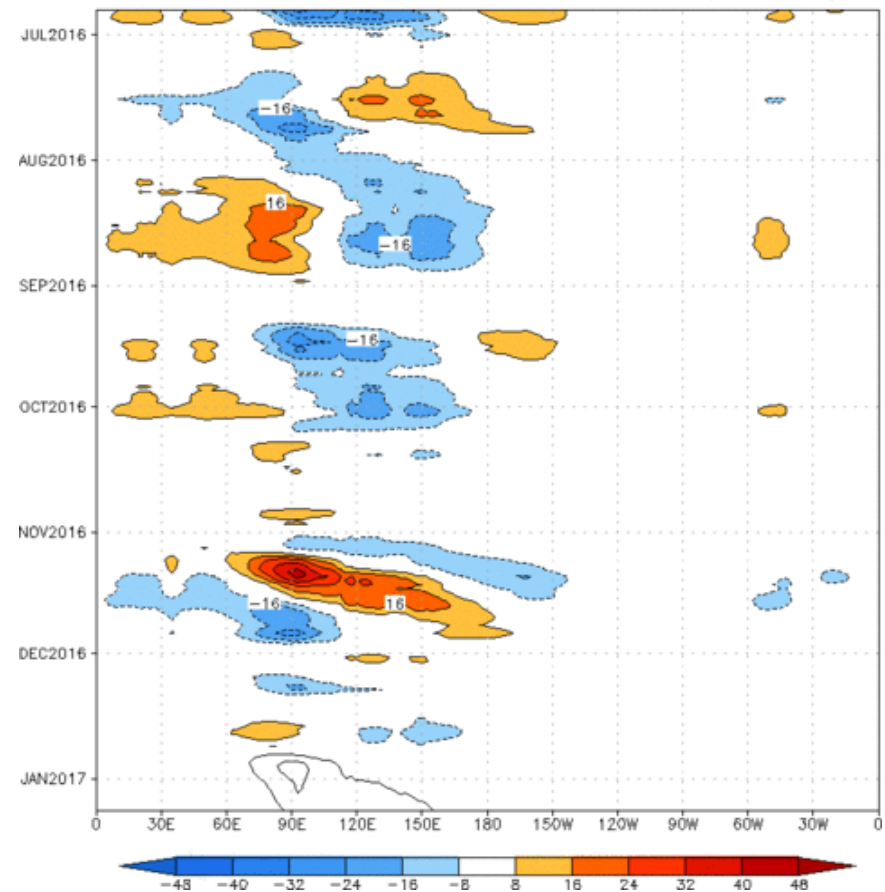 JUL2016
-16
AUG2016
16
-16
SEP2016
-16
OCT2016
NOV2016
-16
16
DEC2016
JAN2017
0 30E 60E 90E 120E 150E 180 150W 120W 90W 60W 30W 0
-48 -40 -32 -24 -16 -8 8 16 24 32 40 48